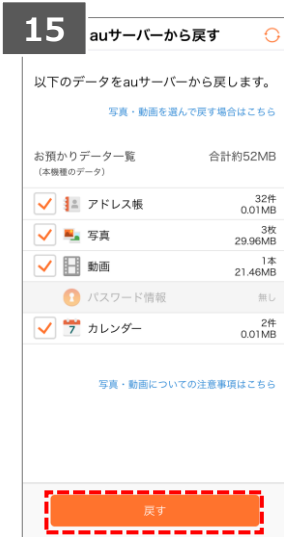 15
auサーバーから戻す
以下のデータをauサーバーから戻します。
写真・動画を選んで戻す場合はこちら
お預かりデータ一覧 合計約52MB
(本機種のデータ)
アドレス帳 32件
0.01MB
写真 3枚
29.96MB
動画 1本
21.46MB
パスワード情報 無し
7 カレンダー 2件
0.01MB
写真・動画についての注意事項はこちら
戻す